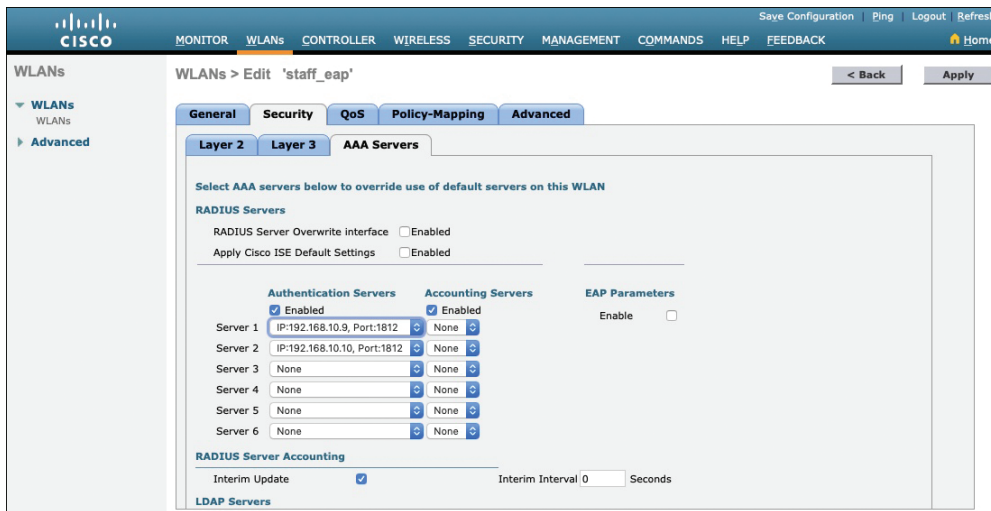 Save Configuration | Ping | Logout | Refresh
CISCO MONITOR WLANs CONTROLLER WIRELESS SECURITY MANAGEMENT COMMANDS HELP FEEDBACK Home
WLANs
WLANs > Edit 'staff_eap'
< Back Apply
WLANs
WLANs
Advanced
General Security QoS Policy-Mapping Advanced
Layer 2 Layer 3 AAA Servers
Select AAA servers below to override use of default servers on this WLAN
RADIUS Servers
RADIUS Server Overwrite interface Enabled
Apply Cisco ISE Default Settings Enabled
Authentication Servers Accounting Servers EAP Parameters
Enabled Enabled Enable
Server 1 IP:192.168.10.9, Port:1812 None
Server 2 IP:192.168.10.10, Port:1812 None
Server 3 None None
Server 4 None None
Server 5 None None
Server 6 None None
RADIUS Server Accounting
Interim Update Interim Interval 0 Seconds
LDAP Servers